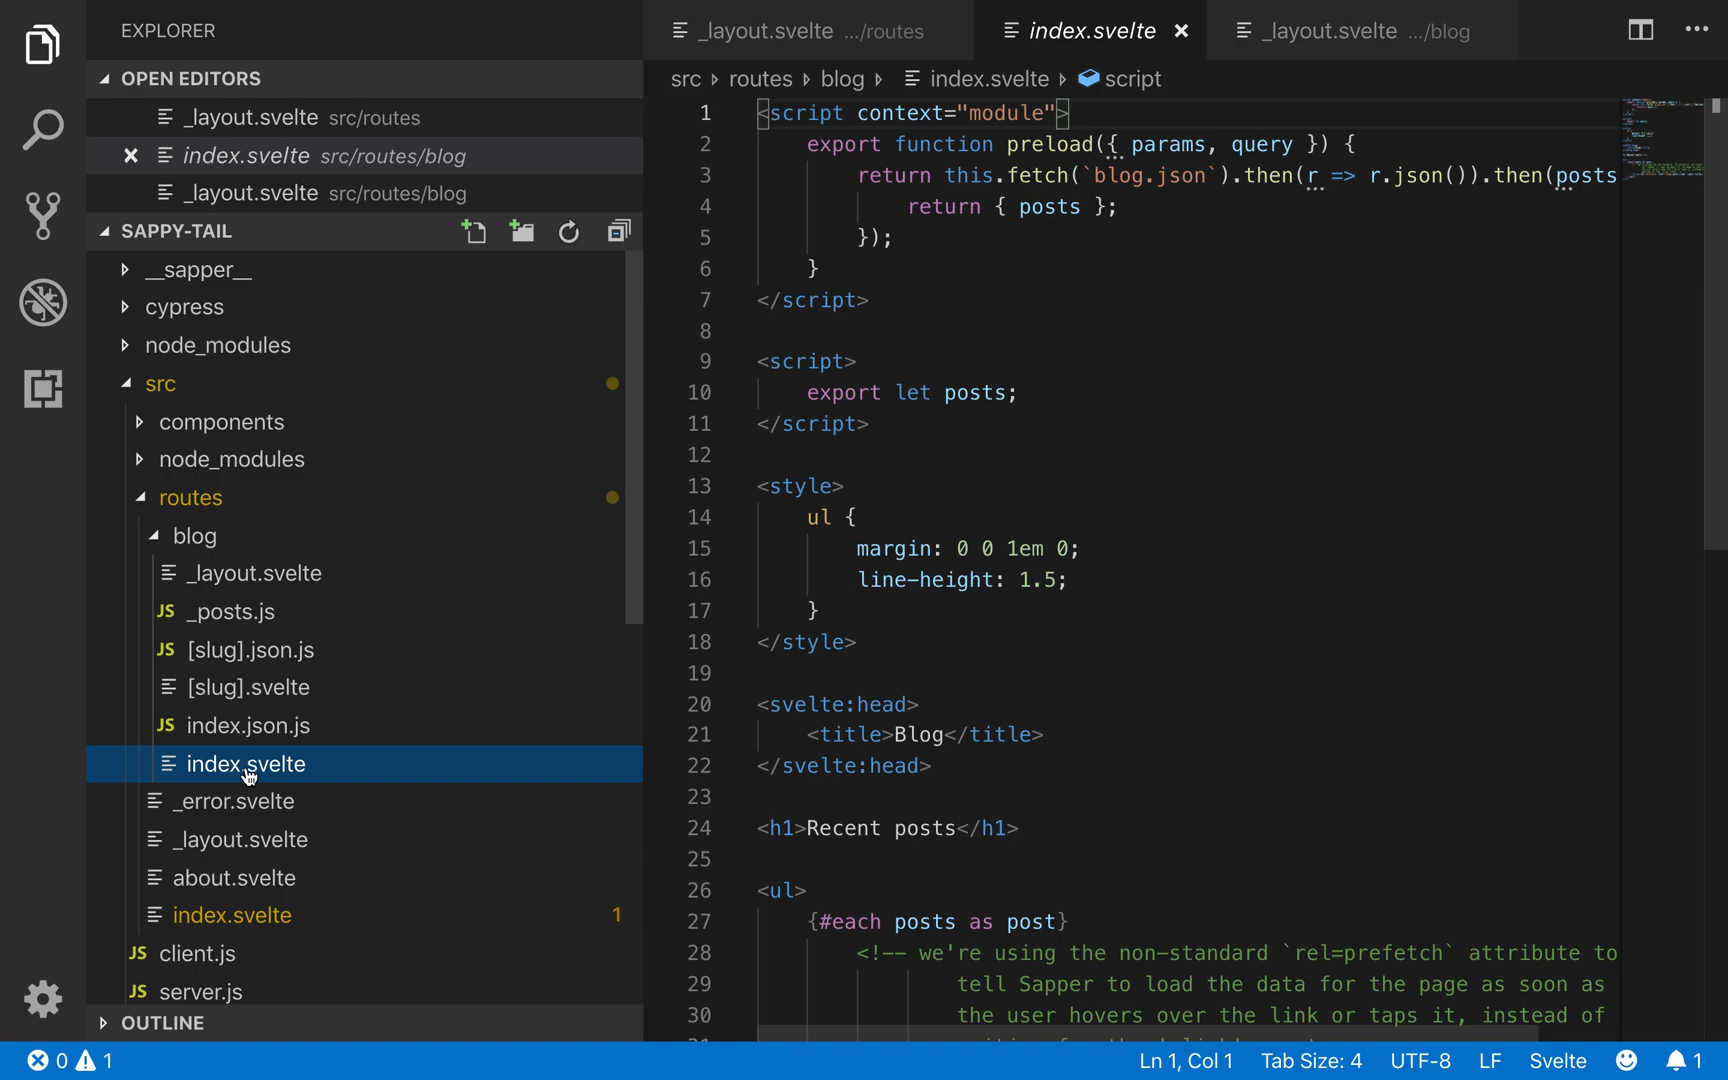 EXPLORER
OPEN EDITORS
_layout.svelte src/routes
index.svelte src/routes/blog
_layout.svelte src/routes/blog
SAPPY-TAIL
__sapper__
cypress
node_modules
src
components
node_modules
routes
blog
_layout.svelte
JS _posts.js
JS [slug].json.js
[slug].svelte
JS index.json.js
index.svelte
_error.svelte
_layout.svelte
about.svelte
index.svelte 1
JS client.js
JS server.js
OUTLINE
_layout.svelte .../routes
index.svelte
_layout.svelte .../blog
src routes blog index.svelte script
1 <script context="module">
2 export function preload({ params, query }) {
3 return this.fetch(`blog.json`).then(r => r.json()).then(posts
4 return { posts };
5 });
6 }
7 </script>
8
9 <script>
10 export let posts;
11 </script>
12
13 <style>
14 ul {
15 margin: 0 0 1em 0;
16 line-height: 1.5;
17 }
18 </style>
19
20 <svelte:head>
21 <title>Blog</title>
22 </svelte:head>
23
24 <h1>Recent posts</h1>
25
26 <ul>
27 {#each posts as post}
28 <!-- we're using the non-standard `rel=prefetch` attribute to
29 tell Sapper to load the data for the page as soon as
30 the user hovers over the link or taps it, instead of
0 1 Ln 1, Col 1 Tab Size: 4 UTF-8 LF Svelte 1